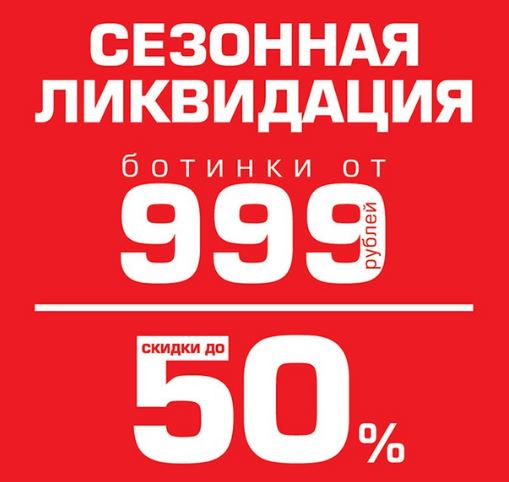 СЕЗОННАЯ
ЛИКВИДАЦИЯ
ботинки от
999 рублей
скидки до
50%